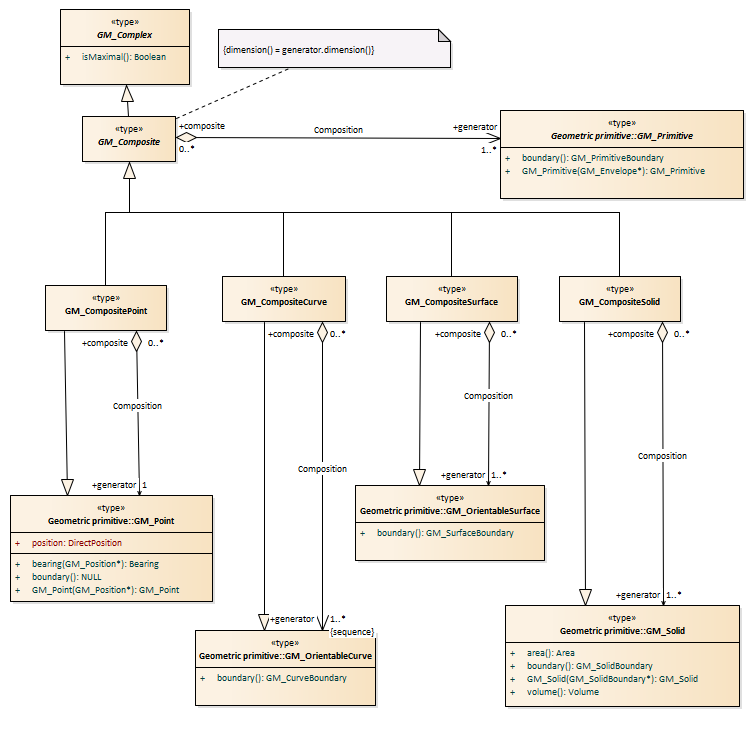 «type»
GM_Complex
+ isMaximal(): Boolean
{dimension() = generator.dimension()}
«type»
GM_Composite
+composite
0..*
Composition
+generator
1..*
«type»
Geometric primitive::GM_Primitive
+ boundary(): GM_PrimitiveBoundary
+ GM_Primitive(GM_Envelope*): GM_Primitive
«type»
GM_CompositePoint
«type»
GM_CompositeCurve
«type»
GM_CompositeSurface
«type»
GM_CompositeSolid
+composite 0..*
+composite 0..*
+composite 0..*
+composite 0..*
Composition
Composition
Composition
Composition
+generator 1
«type»
Geometric primitive::GM_Point
+ position: DirectPosition
+ bearing(GM_Position*): Bearing
+ boundary(): NULL
+ GM_Point(GM_Position*): GM_Point
+generator 1..*
«type»
Geometric primitive::GM_OrientableSurface
+ boundary(): GM_SurfaceBoundary
+generator 1..*
{sequence}
«type»
Geometric primitive::GM_OrientableCurve
+ boundary(): GM_CurveBoundary
+generator 1..*
«type»
Geometric primitive::GM_Solid
+ area(): Area
+ boundary(): GM_SolidBoundary
+ GM_Solid(GM_SolidBoundary*): GM_Solid
+ volume(): Volume